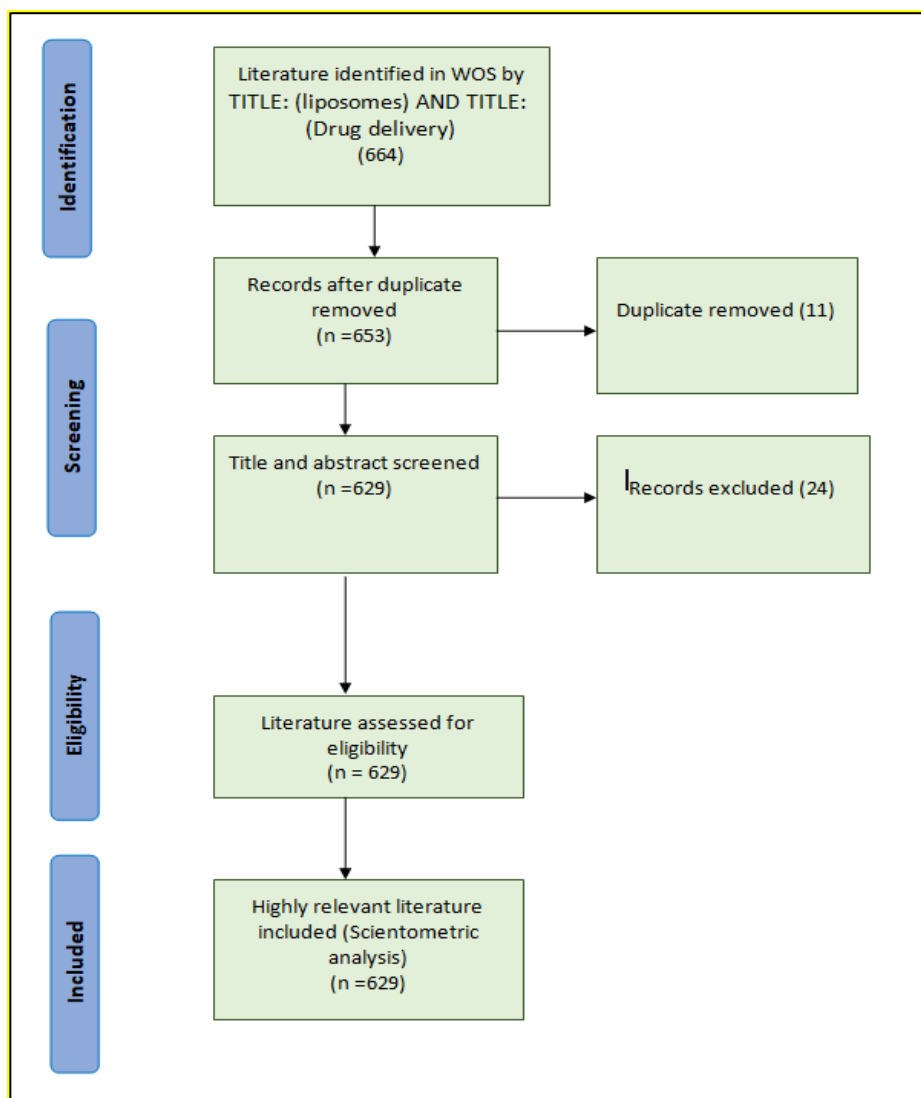 Identification
Literature identified in WOS by
TITLE: (liposomes) AND TITLE:
(Drug delivery)
(664)
Records after duplicate
removed
(n =653)
Duplicate removed (11)
Screening
Title and abstract screened
(n =629)
Records excluded (24)
Eligibility
Literature assessed for
eligibility
(n = 629)
Included
Highly relevant literature
included (Scientometric
analysis)
(n =629)